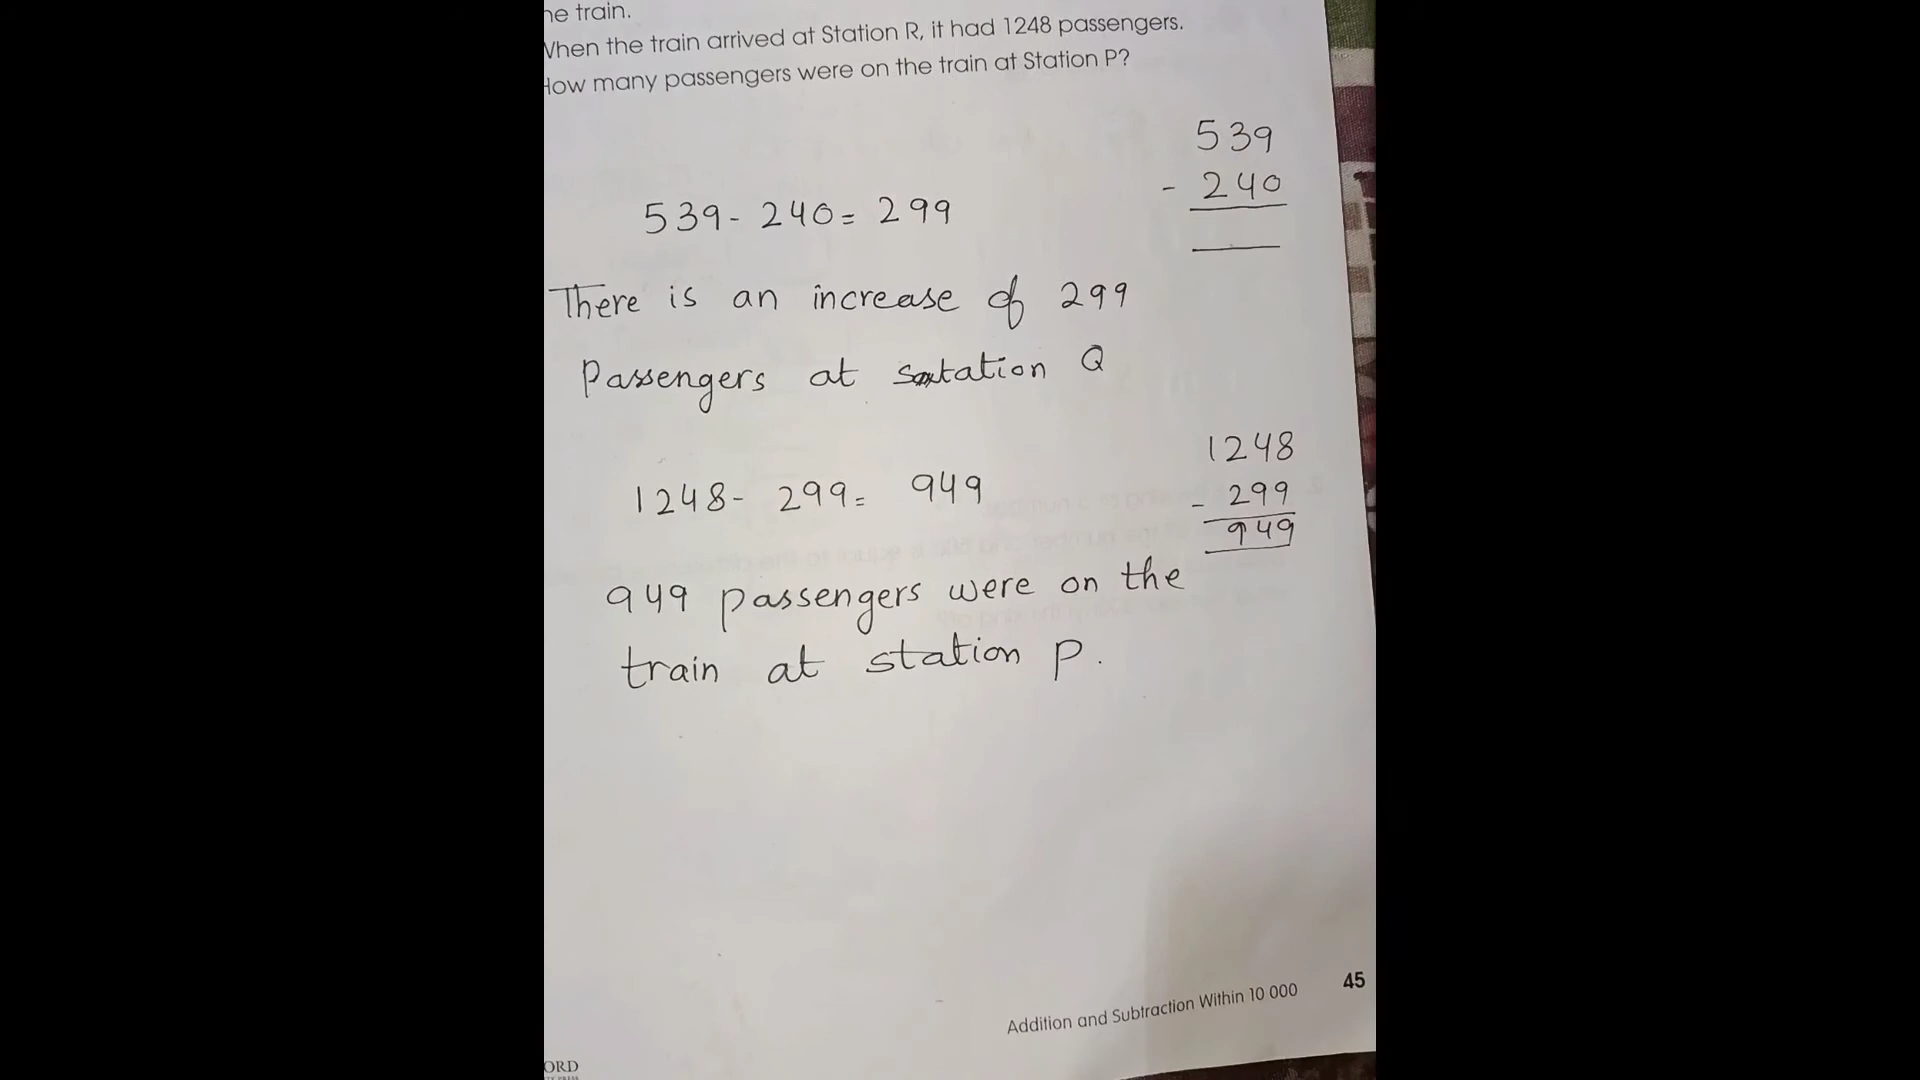 he train.
When the train arrived at Station R, it had 1248 passengers.
How many passengers were on the train at Station P?
539
- 240
539 - 240 = 299
There is an increase of 299
Passengers at station Q
1248
- 299
949
1248 - 299 = 949
949 passengers were on the
train at station P.
45
Addition and Subtraction Within 10 000
ORD